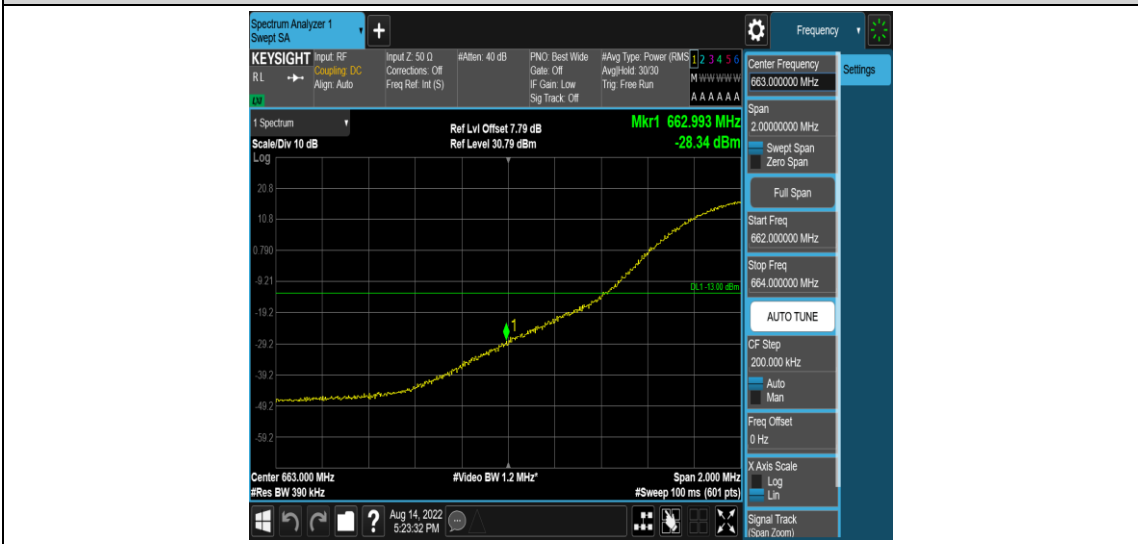 Spectrum Analyzer 1
Swept SA
+
Frequency
KEYSIGHT
RL
Input: RF
Coupling: DC
Align: Auto
Input Z: 50 Ω
Corrections: Off
Freq Ref: Int (S)
#Atten: 40 dB
PNO: Best Wide
Gate: Off
IF Gain: Low
Sig Track: Off
#Avg Type: Power (RMS
Avg|Hold: 30/30
Trig: Free Run
1 2 3 4 5 6
M W W W W W
A A A A A A
1 Spectrum
Scale/Div 10 dB
Log
Ref Lvl Offset 7.79 dB
Ref Level 30.79 dBm
Mkr1 662.993 MHz
-28.34 dBm
20.8
10.8
0.790
-9.21
-19.2
-29.2
-39.2
-49.2
-59.2
DL1 -13.00 dBm
1
Center 663.000 MHz
#Res BW 390 kHz
#Video BW 1.2 MHz*
Span 2.000 MHz
#Sweep 100 ms (601 pts)
Center Frequency
663.000000 MHz
Settings
Span
2.00000000 MHz
Swept Span
Zero Span
Full Span
Start Freq
662.000000 MHz
Stop Freq
664.000000 MHz
AUTO TUNE
CF Step
200.000 kHz
Auto
Man
Freq Offset
0 Hz
X Axis Scale
Log
Lin
Signal Track
(Span Zoom)
?
Aug 14, 2022
5:23:32 PM